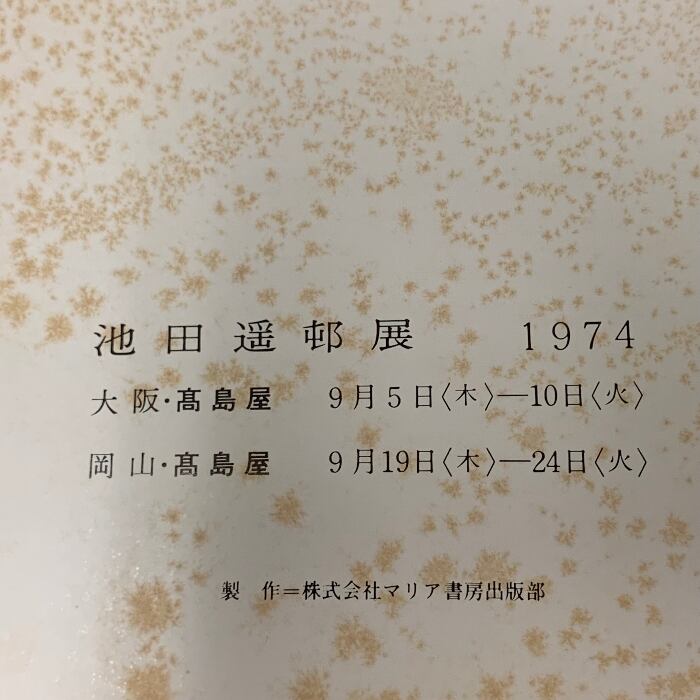 池田遥邨展 1974
大阪・髙島屋 9月5日〈木〉―10日〈火〉
岡山・髙島屋 9月19日〈木〉―24日〈火〉
製 作=株式会社マリア書房出版部